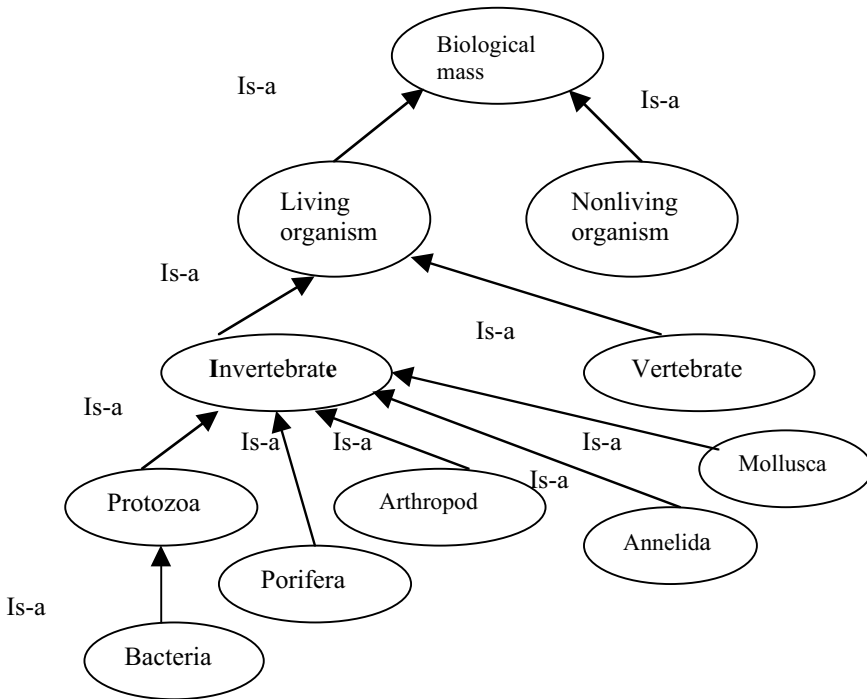 Biological
mass
Is-a
Is-a
Living
organism
Nonliving
organism
Is-a
Is-a
Invertebrate
Vertebrate
Is-a
Is-a
Is-a
Is-a
Is-a
Mollusca
Protozoa
Arthropod
Annelida
Porifera
Is-a
Bacteria